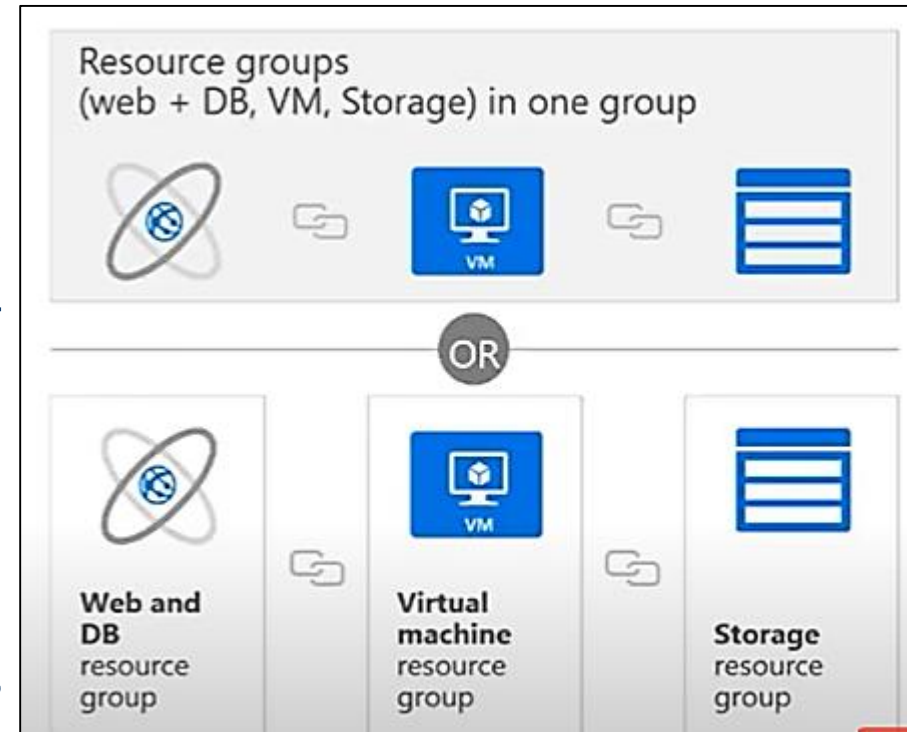 Resource groups
(web + DB, VM, Storage) in one group
VM
OR
VM
Web and
DB
resource
group
Virtual
machine
resource
group
Storage
resource
group